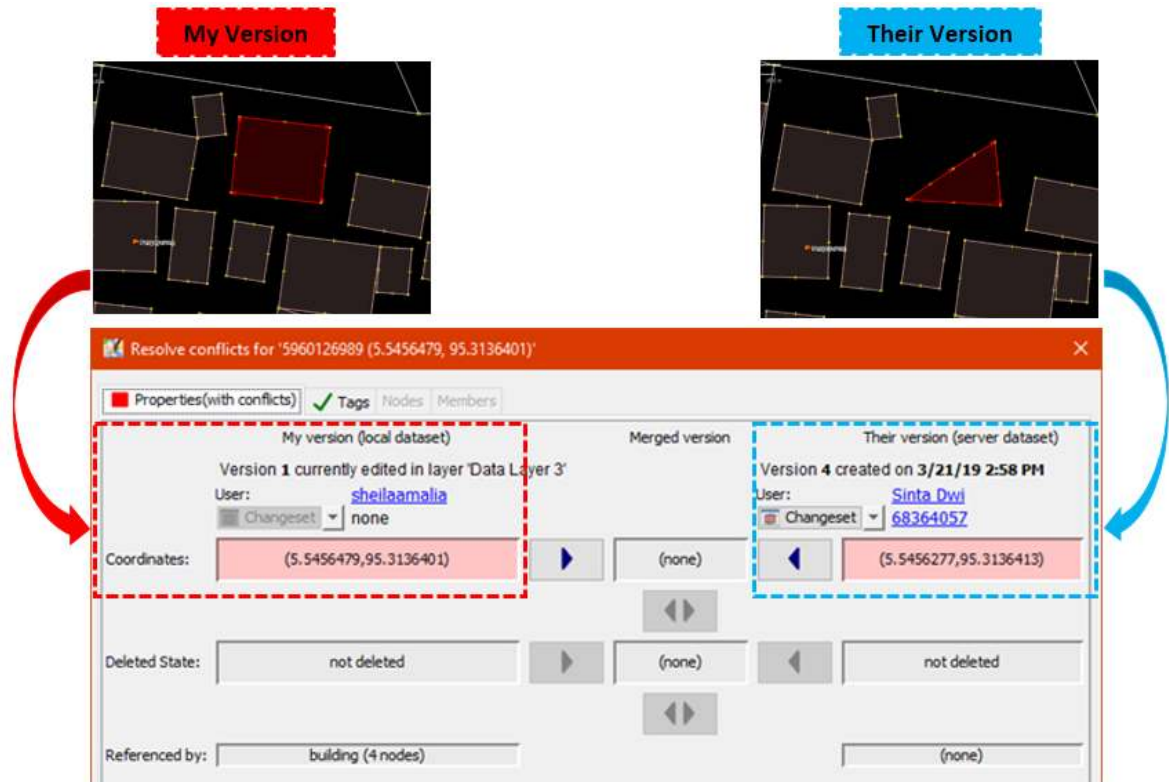 My Version
Their Version
Resolve conflicts for '5960126989 (5.5456479, 95.3136401)'
Properties(with conflicts) Tags Nodes Members
My version (local dataset) Merged version Their version (server dataset)
Version 1 currently edited in layer 'Data Layer 3' Version 4 created on 3/21/19 2:58 PM
User: sheilaamalia User: Sinta Dwi
Changeset none Changeset 68364057
Coordinates: (5.5456479,95.3136401) (none) (5.5456277,95.3136413)
Deleted State: not deleted (none) not deleted
Referenced by: building (4 nodes) (none)